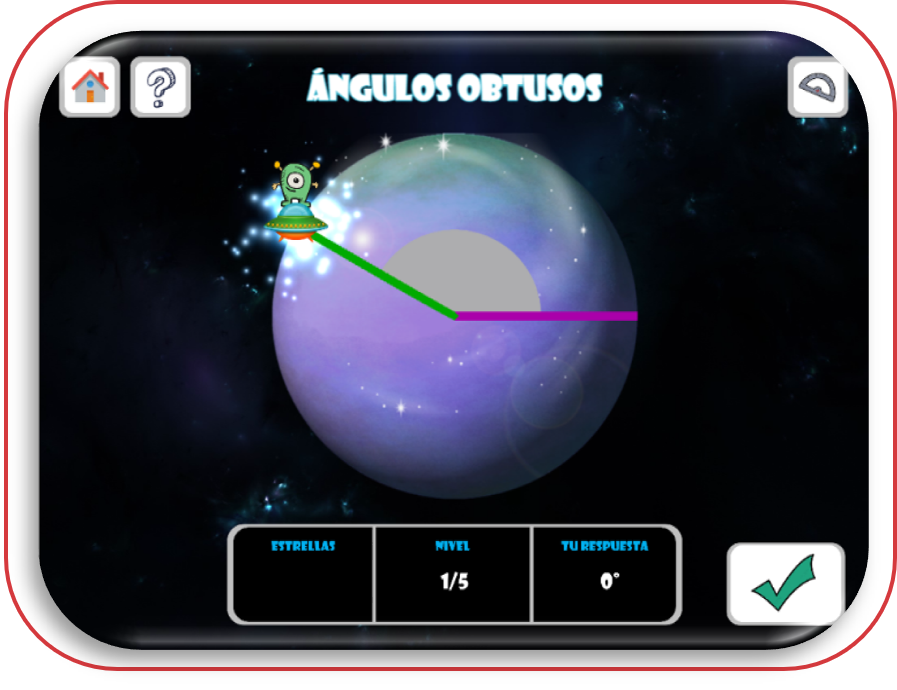 ÁNGULOS OBTUSOS
ESTRELLAS
NIVEL
TU RESPUESTA
1/5
0°